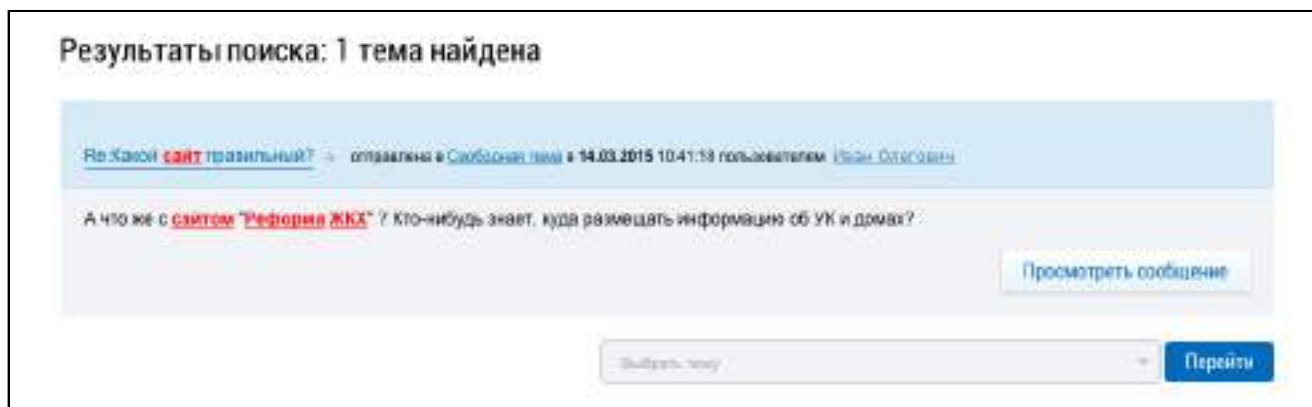 Результаты поиска: 1 тема найдена
Re:Какой сайт правильный? отправлена в Свободная тема в 14.03.2015 10:41:18 пользователем Иван Олегович
А что же с сайтом "Реформа ЖКХ" ? Кто-нибудь знает, куда размещать информацию об УК и домах?
Просмотреть сообщение
Выбрать тему
Перейти